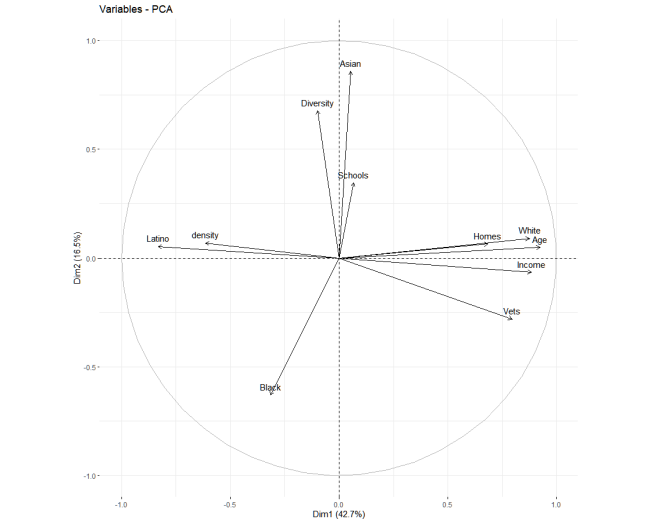 Variables - PCA
1.0
Asian
Diversity
0.5
Schools
White
Homes
Age
density
Latino
0.0
Income
Vets
Dim2 (16.5%)
-0.5
Black
-1.0
-1.0 -0.5 0.0 0.5 1.0
Dim1 (42.7%)